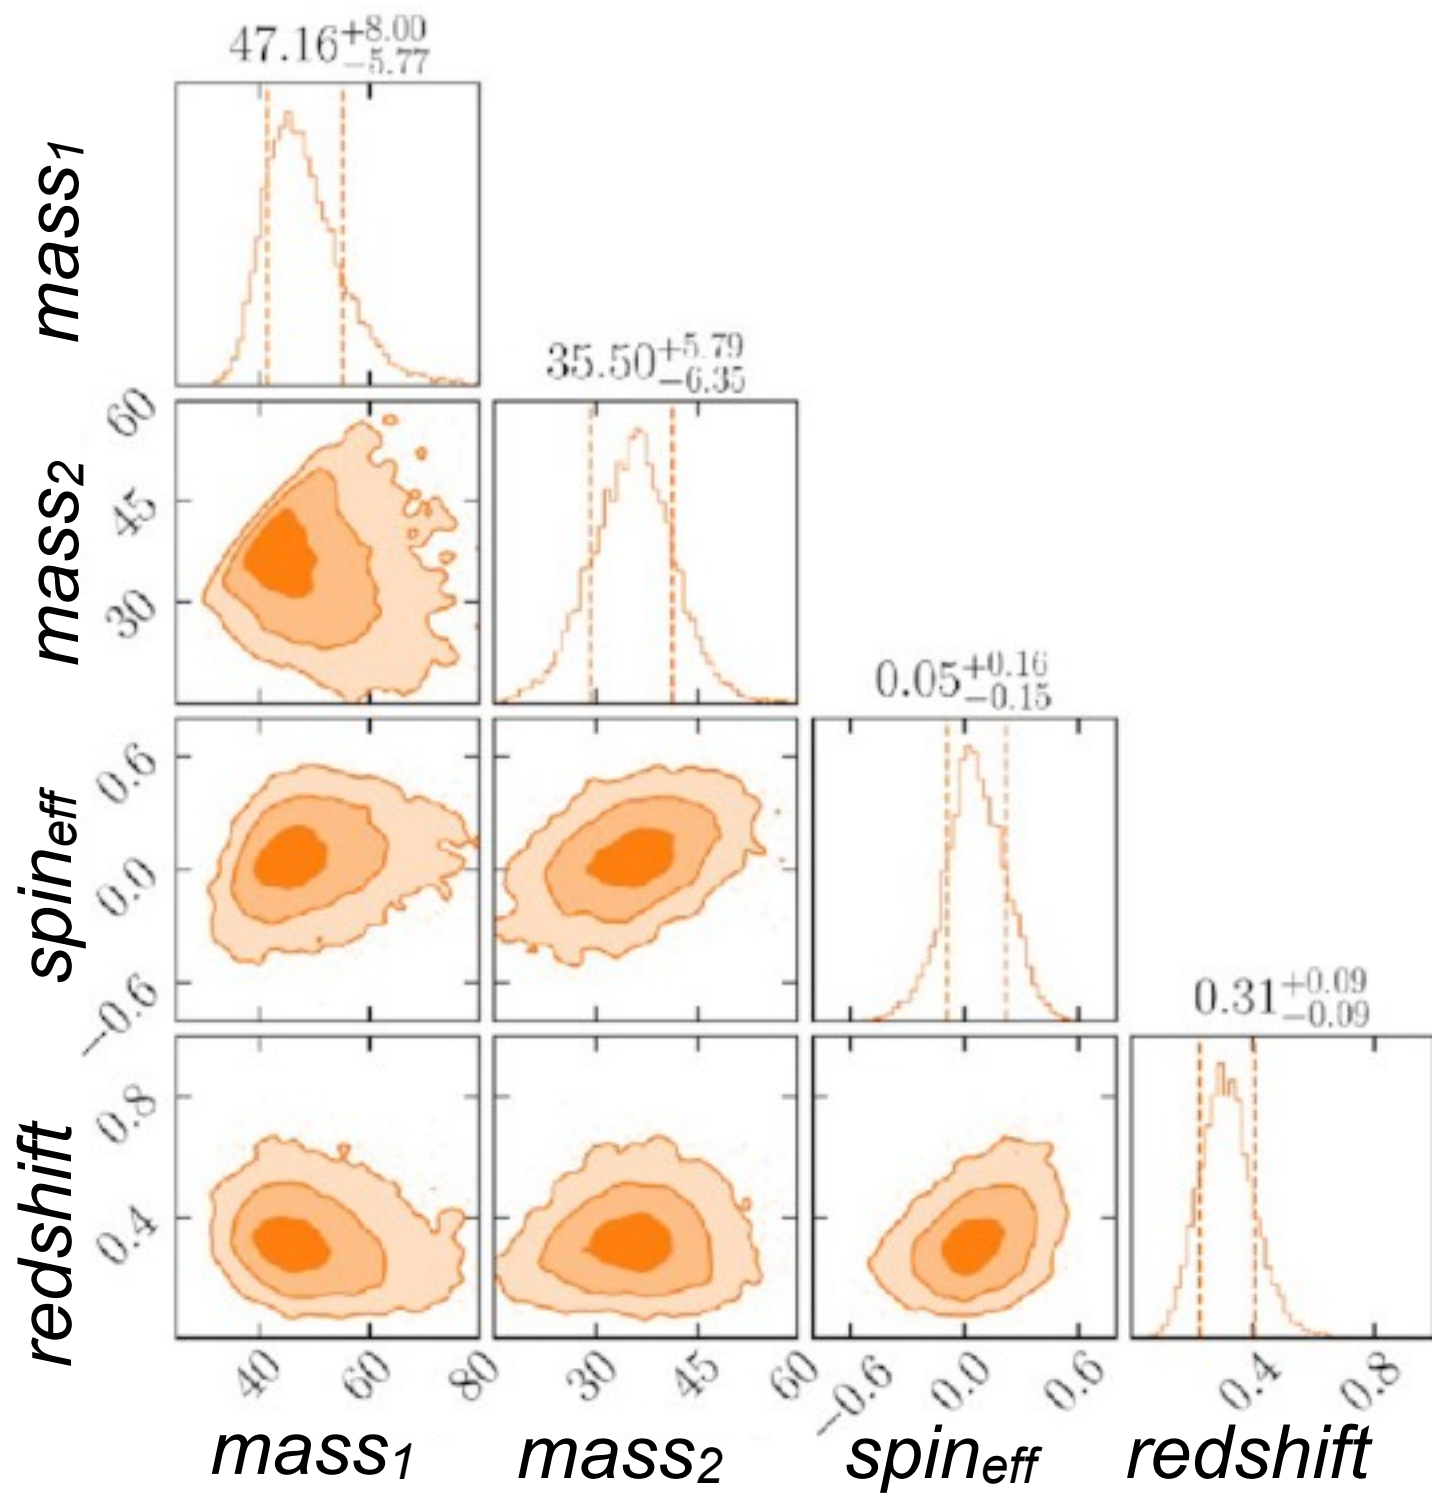 47.16+8.00
−5.77
mass1
35.50+5.79
−6.35
60
45
30
mass2
0.05+0.16
−0.15
0.6
0.0
−0.6
spineff
0.31+0.09
−0.09
0.8
0.4
redshift
40 60 80 30 45 60 −0.6 0.0 0.6 0.4 0.8
mass1 mass2 spineff redshift